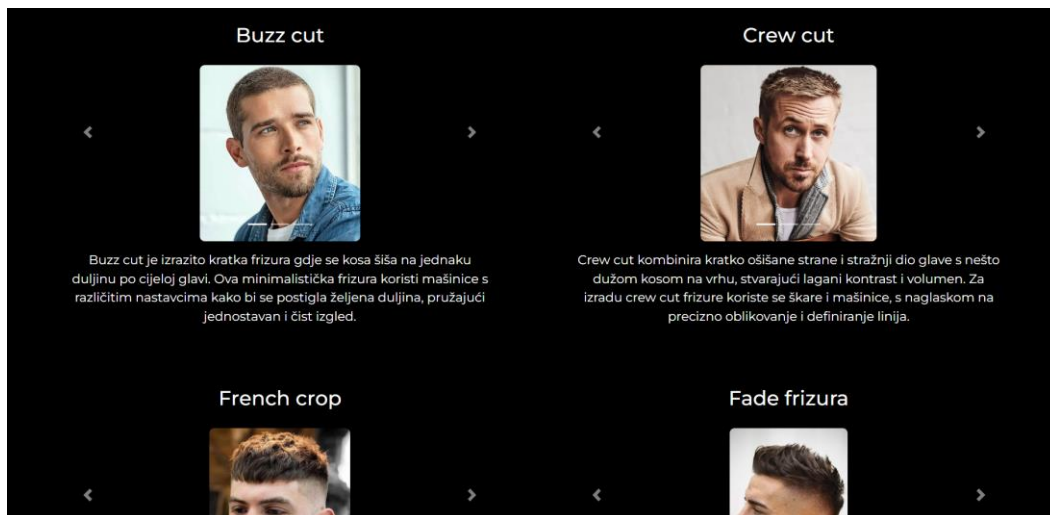 Buzz cut
Crew cut
Buzz cut je izrazito kratka frizura gdje se kosa šiša na jednaku
duljinu po cijeloj glavi. Ova minimalistička frizura koristi mašinice s
različitim nastavcima kako bi se postigla željena duljina, pružajući
jednostavan i čist izgled.
Crew cut kombinira kratko ošišane strane i stražnji dio glave s nešto
dužom kosom na vrhu, stvarajući lagani kontrast i volumen. Za
izradu crew cut frizure koriste se škare i mašinice, s naglaskom na
precizno oblikovanje i definiranje linija.
French crop
Fade frizura